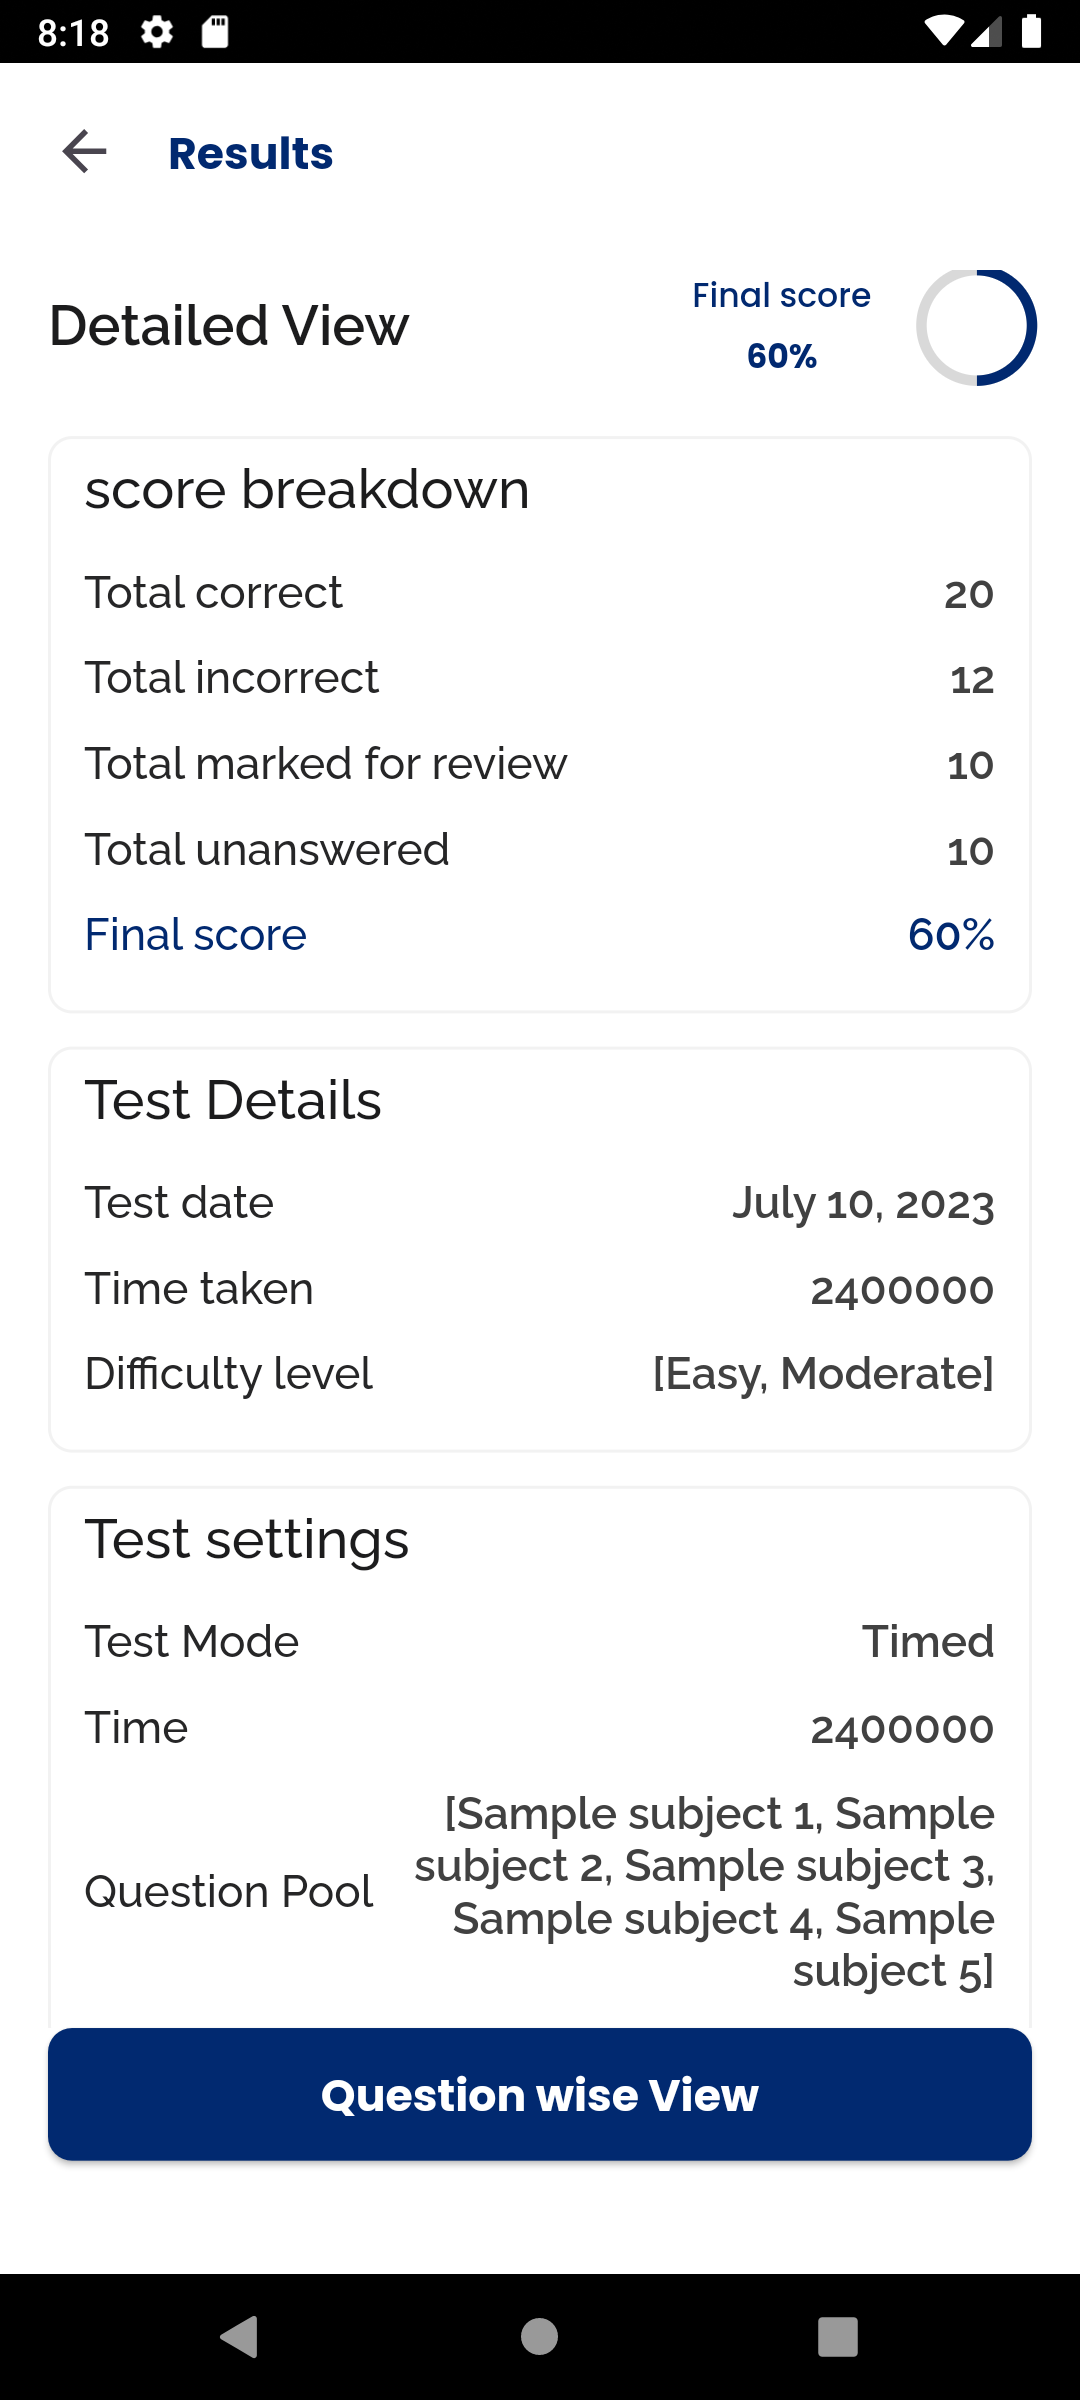 8:18
Results
Detailed View
Final score
60%
score breakdown
Total correct 20
Total incorrect 12
Total marked for review 10
Total unanswered 10
Final score 60%
Test Details
Test date July 10, 2023
Time taken 2400000
Difficulty level [Easy, Moderate]
Test settings
Test Mode Timed
Time 2400000
Question Pool
[Sample subject 1, Sample
subject 2, Sample subject 3,
Sample subject 4, Sample
subject 5]
Question wise View